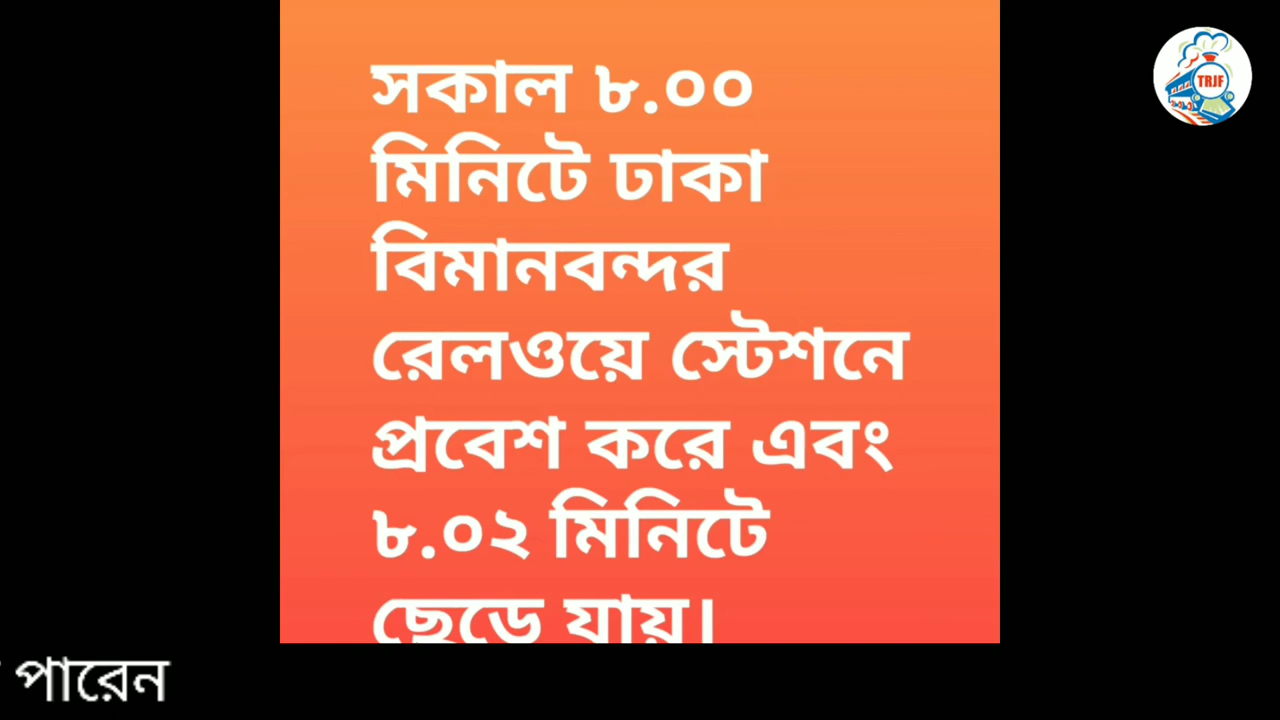 সকাল ৮.০০
মিনিটে ঢাকা
বিমানবন্দর
রেলওয়ে স্টেশনে
প্রবেশ করে এবং
৮.০২ মিনিটে
ছেড়ে যায়।
পারেন
TRJF